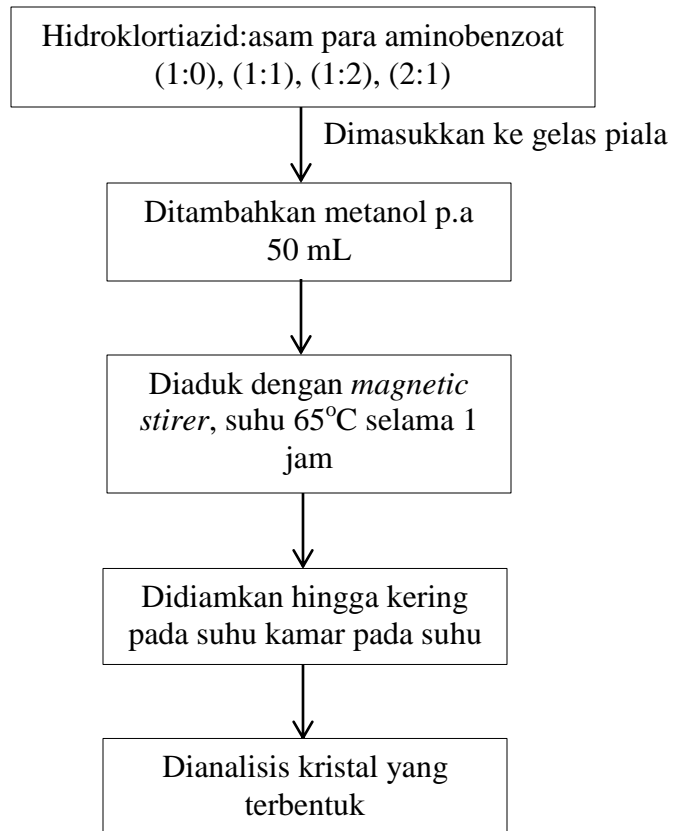 Hidroklortiazid:asam para aminobenzoat
(1:0), (1:1), (1:2), (2:1)
Dimasukkan ke gelas piala
Ditambahkan metanol p.a
50 mL
Diaduk dengan magnetic
stirer, suhu 65°C selama 1
jam
Didiamkan hingga kering
pada suhu kamar pada suhu
Dianalisis kristal yang
terbentuk